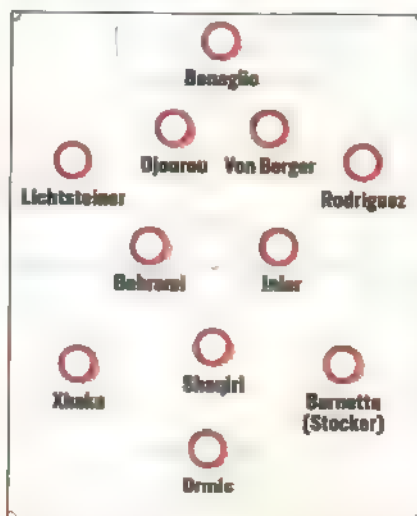 Benaglio
Djourou Von Bergen
Lichtsteiner Rodriguez
Behrami Inler
Shaqiri
Xhaka Barnetta
(Stocker)
Drmic